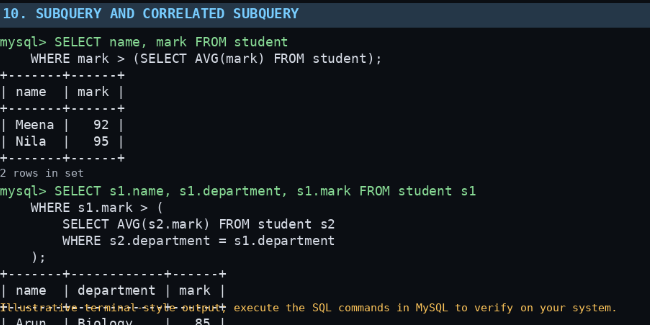 10. SUBQUERY AND CORRELATED SUBQUERY
mysql> SELECT name, mark FROM student
    WHERE mark > (SELECT AVG(mark) FROM student);
+-------+------+
| name  | mark |
+-------+------+
| Meena |   92 |
| Nila  |   95 |
+-------+------+
2 rows in set
mysql> SELECT s1.name, s1.department, s1.mark FROM student s1
    WHERE s1.mark > (
        SELECT AVG(s2.mark) FROM student s2
        WHERE s2.department = s1.department
    );
+-------+------------+------+
| name  | department | mark |
+-------+------------+------+
Illustrative terminal-style output; execute the SQL commands in MySQL to verify on your system.
| Arun  | Biology    |   85 |